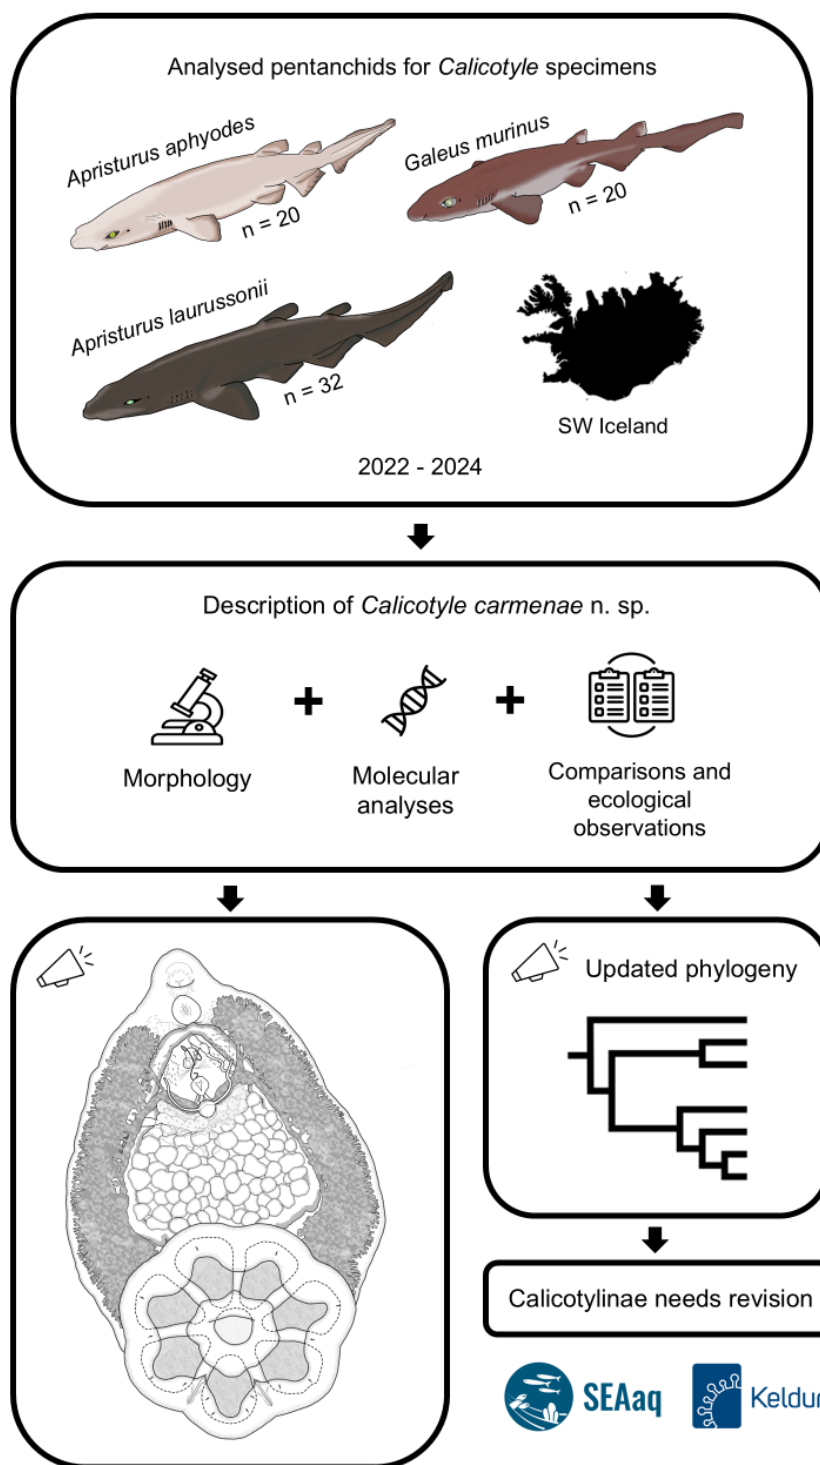 Analysed pentanchids for Calicotyle specimens
Apristurus aphyodes
n = 20
Galeus murinus
n = 20
Apristurus laurussonii
n = 32
SW Iceland
2022 - 2024
Description of Calicotyle carmenae n. sp.
Morphology
+
Molecular
analyses
+
Comparisons and
ecological
observations
Updated phylogeny
Calicotylinae needs revision
SEAaq
Keldur